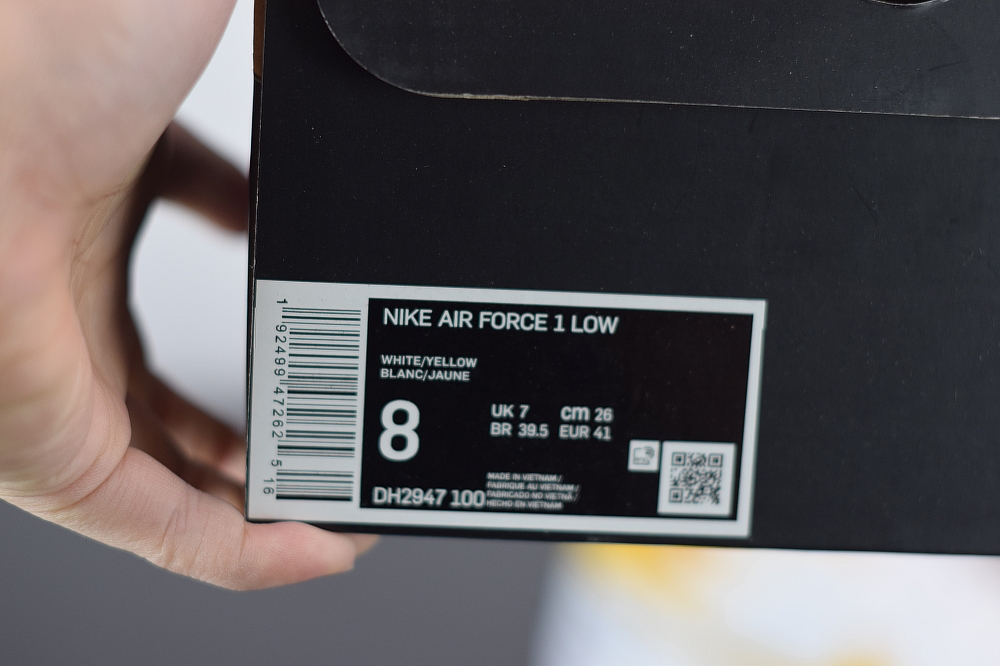 1 92499 47262 5 16
NIKE AIR FORCE 1 LOW
WHITE/YELLOW
BLANC/JAUNE
8
UK 7 cm 26
BR 39.5 EUR 41
DH2947 100
MADE IN VIETNAM /
FABRIQUE AU VIETNAM /
FABRICADO NO VIETNÃ /
HECHO EN VIETNAM